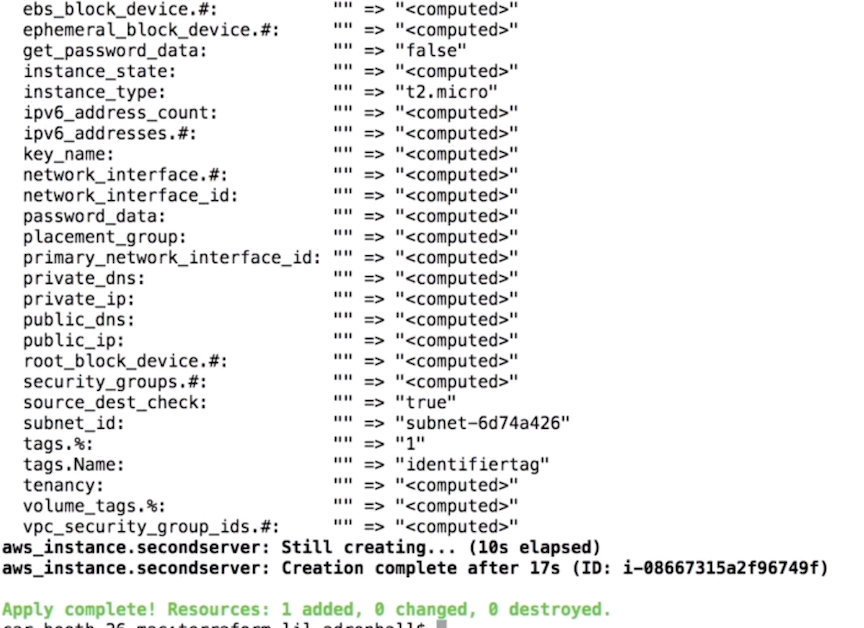 ebs_block_device.#: "" => "<computed>"
ephemeral_block_device.#: "" => "<computed>"
get_password_data: "" => "false"
instance_state: "" => "<computed>"
instance_type: "" => "t2.micro"
ipv6_address_count: "" => "<computed>"
ipv6_addresses.#: "" => "<computed>"
key_name: "" => "<computed>"
network_interface.#: "" => "<computed>"
network_interface_id: "" => "<computed>"
password_data: "" => "<computed>"
placement_group: "" => "<computed>"
primary_network_interface_id: "" => "<computed>"
private_dns: "" => "<computed>"
private_ip: "" => "<computed>"
public_dns: "" => "<computed>"
public_ip: "" => "<computed>"
root_block_device.#: "" => "<computed>"
security_groups.#: "" => "<computed>"
source_dest_check: "" => "true"
subnet_id: "" => "subnet-6d74a426"
tags.%: "" => "1"
tags.Name: "" => "identifiertag"
tenancy: "" => "<computed>"
volume_tags.%: "" => "<computed>"
vpc_security_group_ids.#: "" => "<computed>"
aws_instance.secondserver: Still creating... (10s elapsed)
aws_instance.secondserver: Creation complete after 17s (ID: i-08667315a2f96749f)
Apply complete! Resources: 1 added, 0 changed, 0 destroyed.